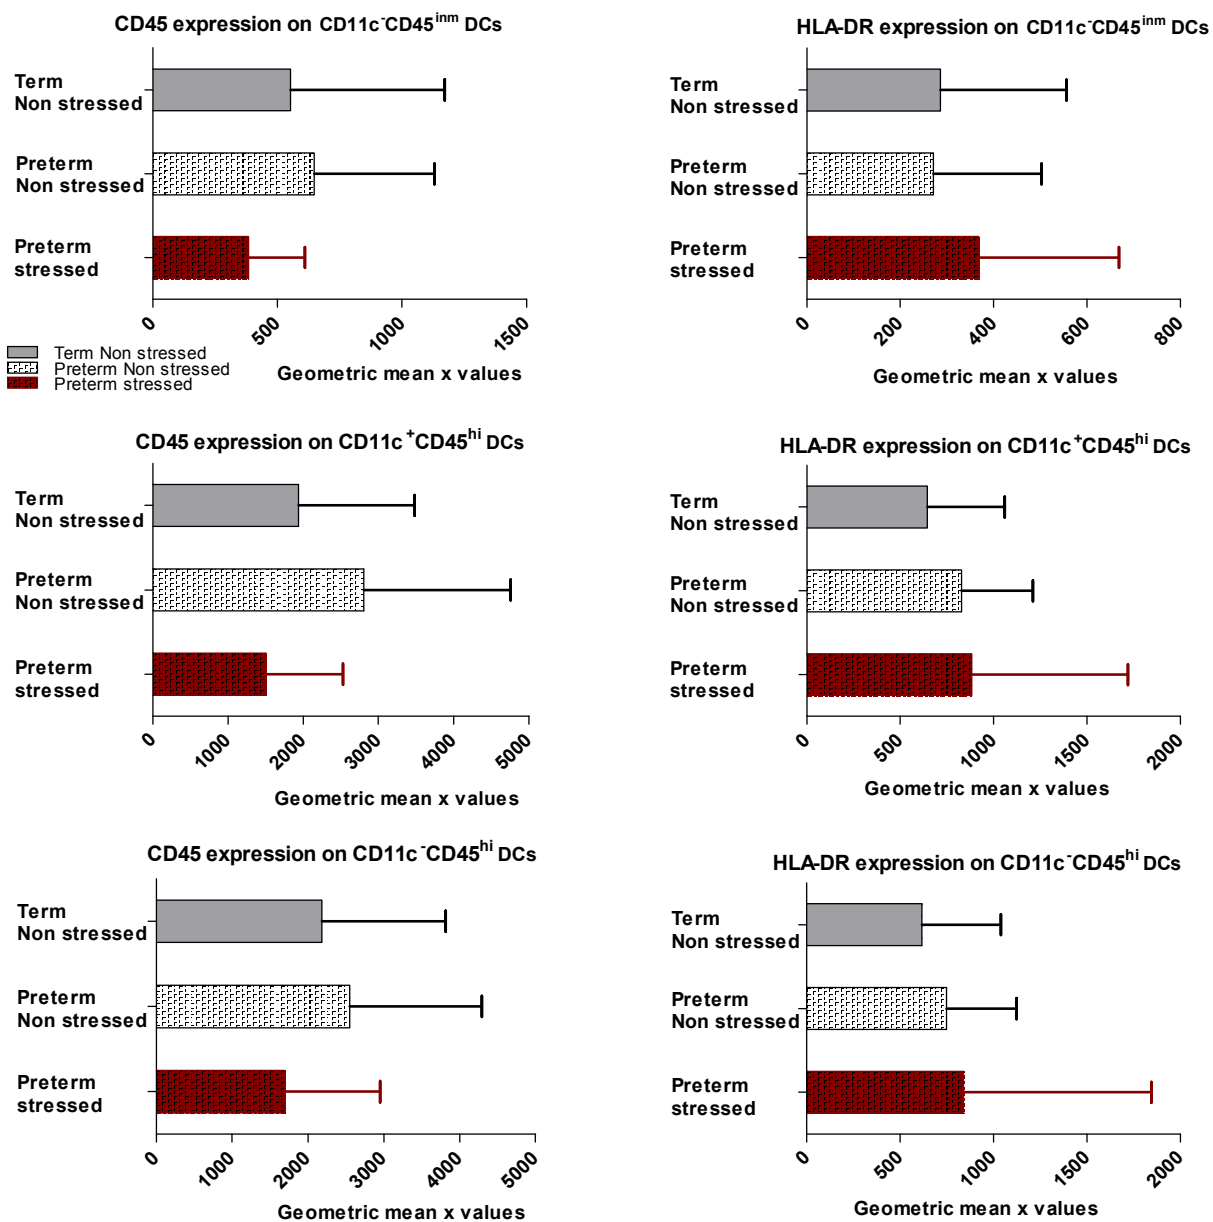 CD45 expression on CD11c⁻CD45ⁱⁿᵐ DCs
Term
Non stressed
Preterm
Non stressed
Preterm
stressed
0
500
1000
1500
Geometric mean x values
Term Non stressed
Preterm Non stressed
Preterm stressed
HLA-DR expression on CD11c⁻CD45ⁱⁿᵐ DCs
Term
Non stressed
Preterm
Non stressed
Preterm
stressed
0
200
400
600
800
Geometric mean x values
CD45 expression on CD11c⁺CD45ʰⁱ DCs
Term
Non stressed
Preterm
Non stressed
Preterm
stressed
0
1000
2000
3000
4000
5000
Geometric mean x values
HLA-DR expression on CD11c⁺CD45ʰⁱ DCs
Term
Non stressed
Preterm
Non stressed
Preterm
stressed
0
500
1000
1500
2000
Geometric mean x values
CD45 expression on CD11c⁻CD45ʰⁱ DCs
Term
Non stressed
Preterm
Non stressed
Preterm
stressed
0
1000
2000
3000
4000
5000
Geometric mean x values
HLA-DR expression on CD11c⁻CD45ʰⁱ DCs
Term
Non stressed
Preterm
Non stressed
Preterm
stressed
0
500
1000
1500
2000
Geometric mean x values